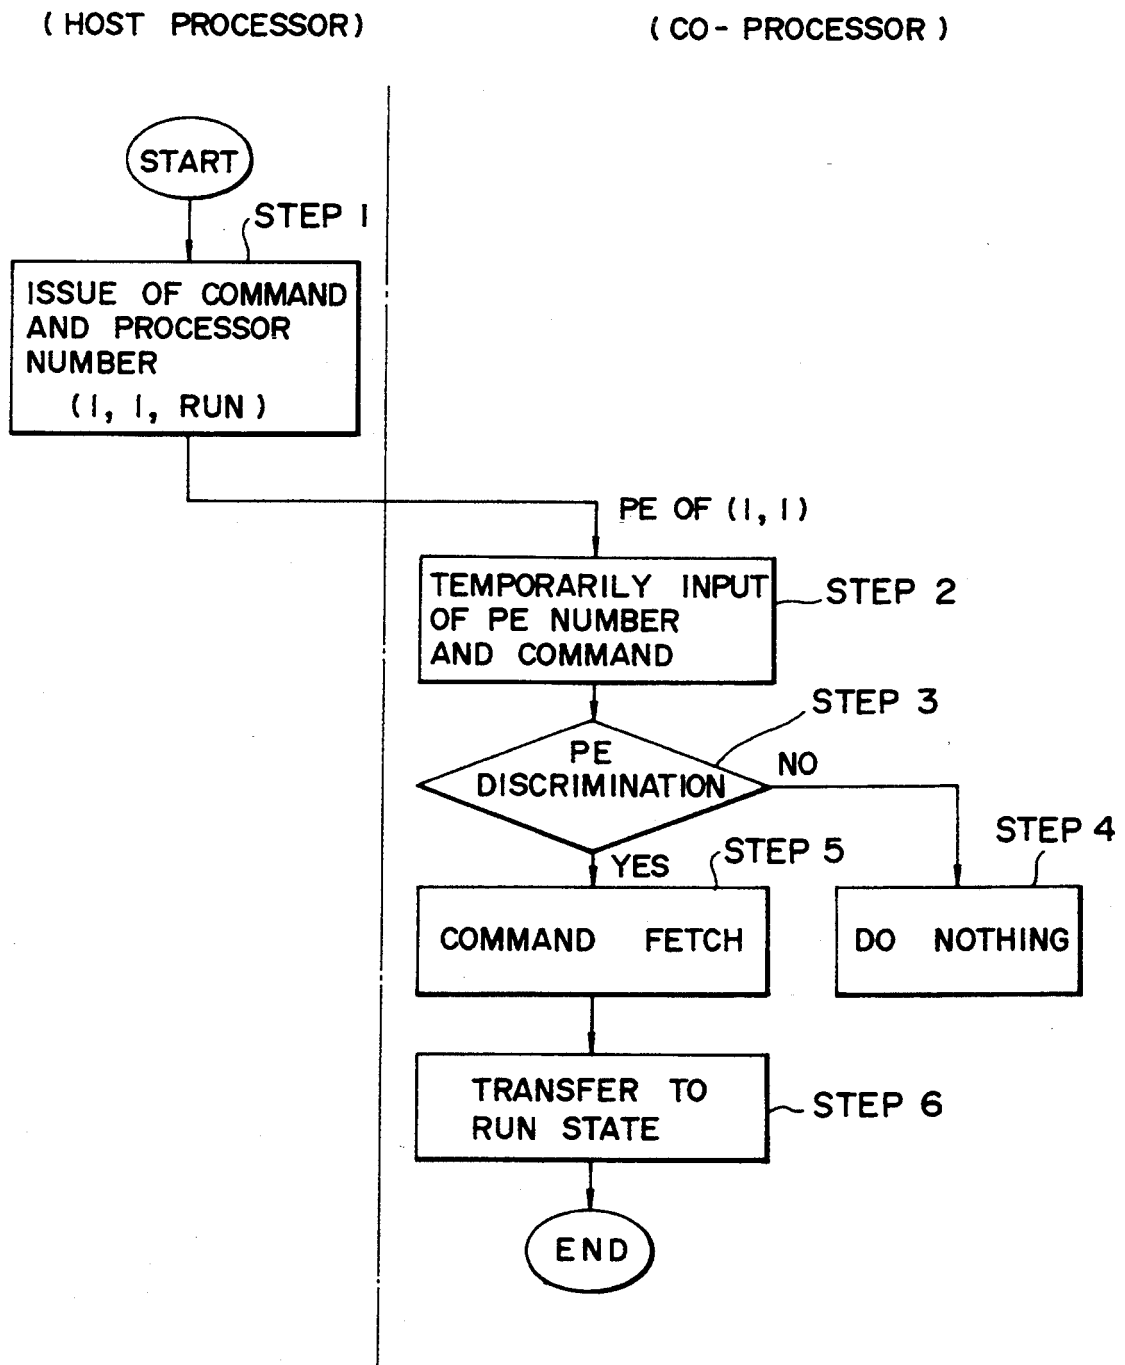 (HOST PROCESSOR)
(CO-PROCESSOR)
START
STEP 1
ISSUE OF COMMAND
AND PROCESSOR
NUMBER
(1, 1, RUN)
PE OF (1, 1)
TEMPORARILY INPUT
OF PE NUMBER
AND COMMAND
STEP 2
STEP 3
PE
DISCRIMINATION
NO
STEP 4
YES
STEP 5
COMMAND FETCH
DO NOTHING
TRANSFER TO
RUN STATE
STEP 6
END